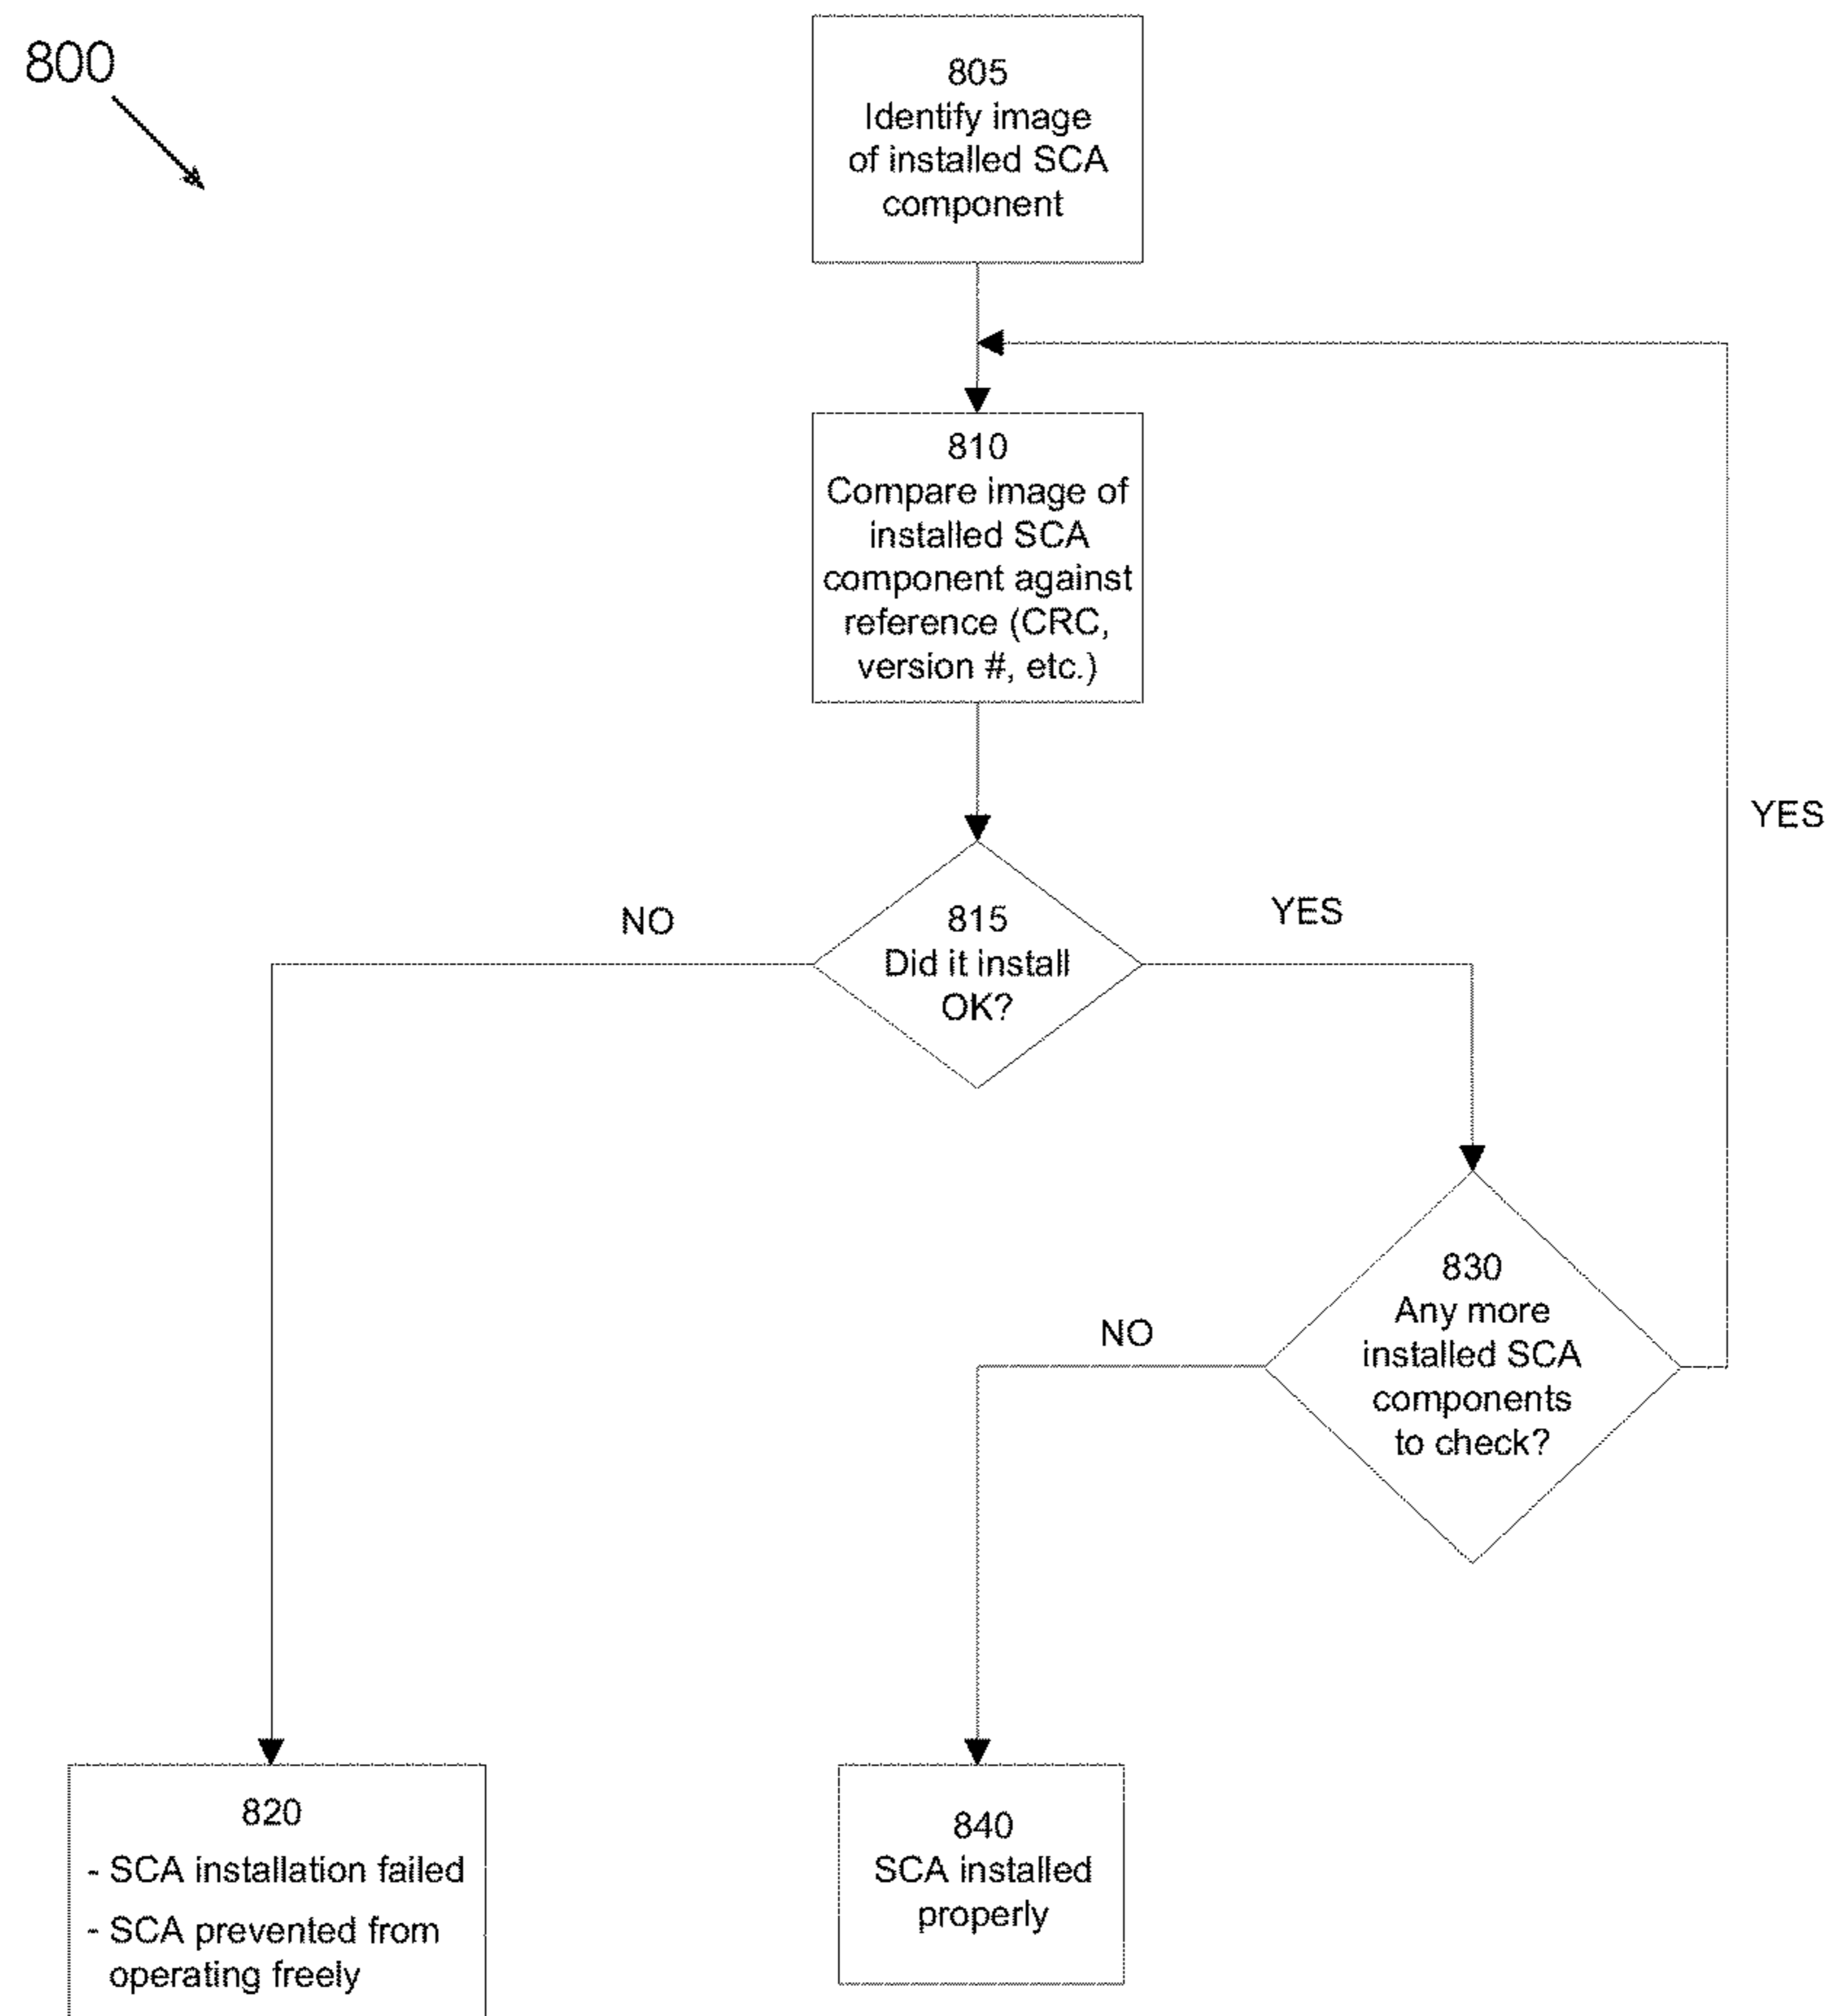 800
805
Identify image
of installed SCA
component
810
Compare image of
installed SCA
component against
reference (CRC,
version #, etc.)
YES
NO
YES
815
Did it install
OK?
830
Any more
installed SCA
components
to check?
NO
820
- SCA installation failed
- SCA prevented from
operating freely
840
SCA installed
properly